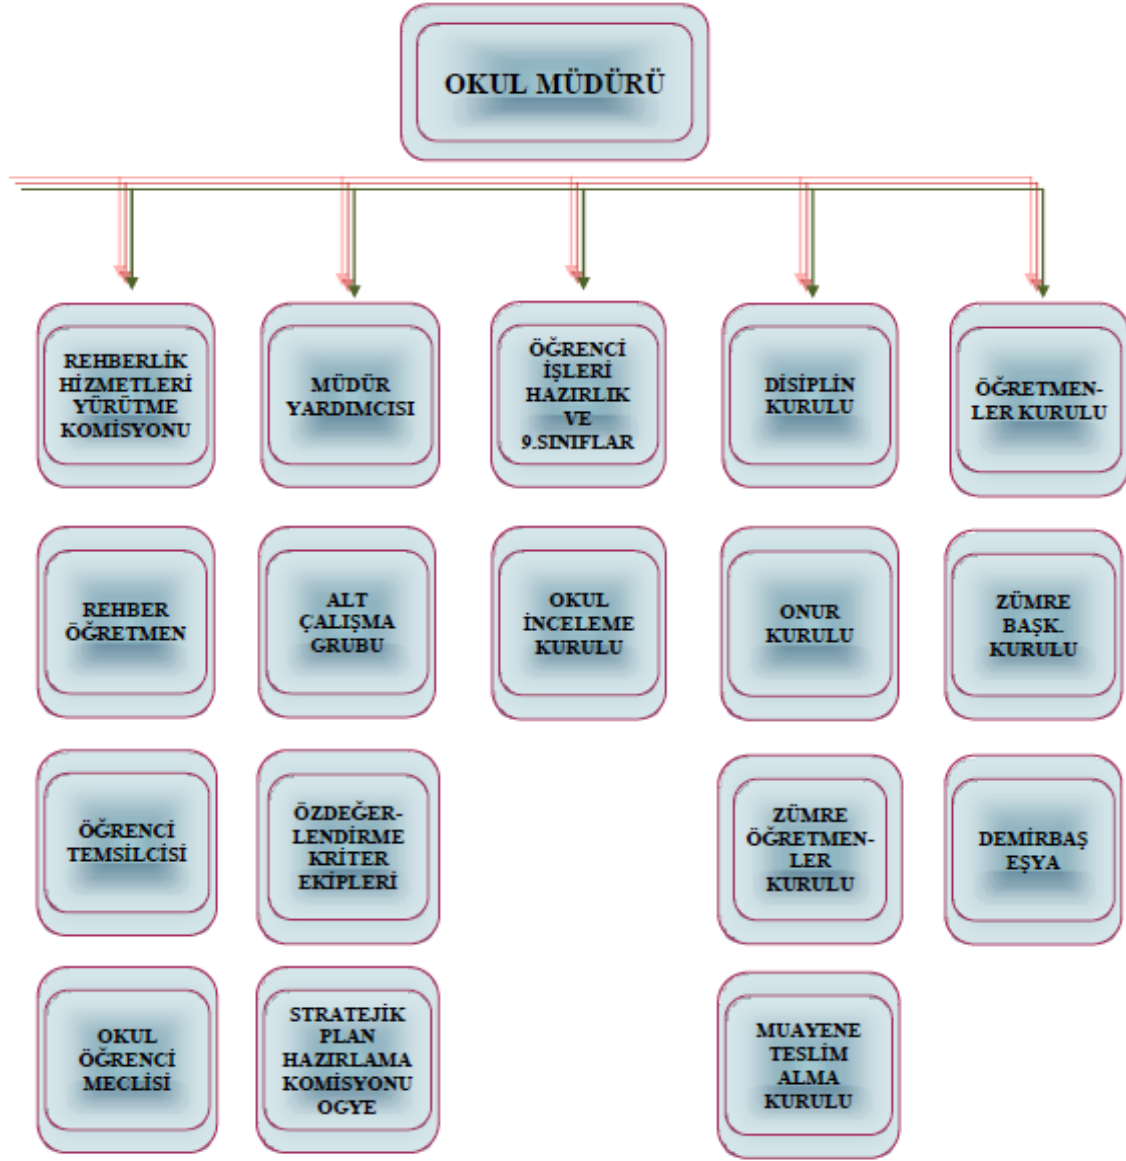 OKUL MÜDÜRÜ
REHBERLİK
HİZMETLERİ
YÜRÜTME
KOMİSYONU
MÜDÜR
YARDIMCISI
ÖĞRENCİ
İŞLERİ
HAZIRLIK
VE
9.SINIFLAR
DİSİPLİN
KURULU
ÖĞRETMEN-
LER KURULU
REHBER
ÖĞRETMEN
ALT
ÇALIŞMA
GRUBU
OKUL
İNCELEME
KURULU
ONUR
KURULU
ZÜMRE
BAŞK.
KURULU
ÖĞRENCİ
TEMSİLCİSİ
ÖZDEĞER-
LENDİRME
KRİTER
EKİPLERİ
ZÜMRE
ÖĞRETMEN-
LER
KURULU
DEMİRBAŞ
EŞYA
OKUL
ÖĞRENCİ
MECLİSİ
STRATEJİK
PLAN
HAZIRLAMA
KOMİSYONU
OGYE
MUAYENE
TESLİM
ALMA
KURULU